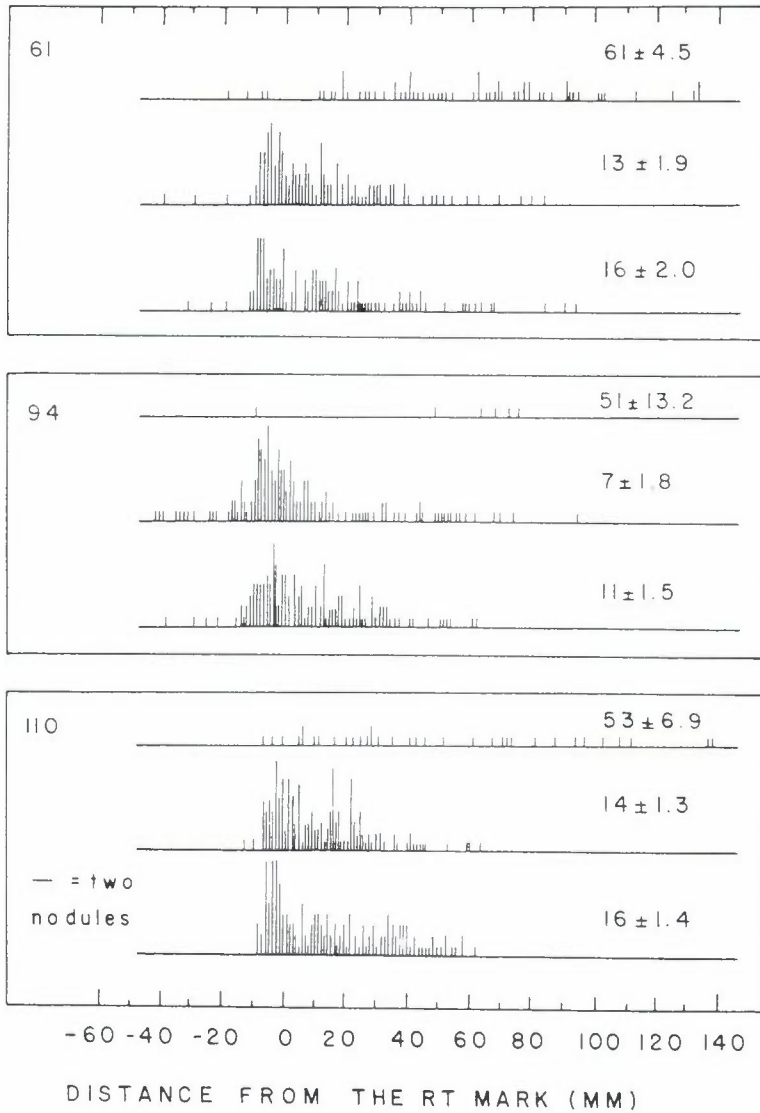 61
61 ± 4.5
13 ± 1.9
16 ± 2.0
94
51 ± 13.2
7 ± 1.8
11 ± 1.5
110
53 ± 6.9
14 ± 1.3
— = two
nodules
16 ± 1.4
-60 -40 -20 0 20 40 60 80 100 120 140
DISTANCE FROM THE RT MARK (MM)